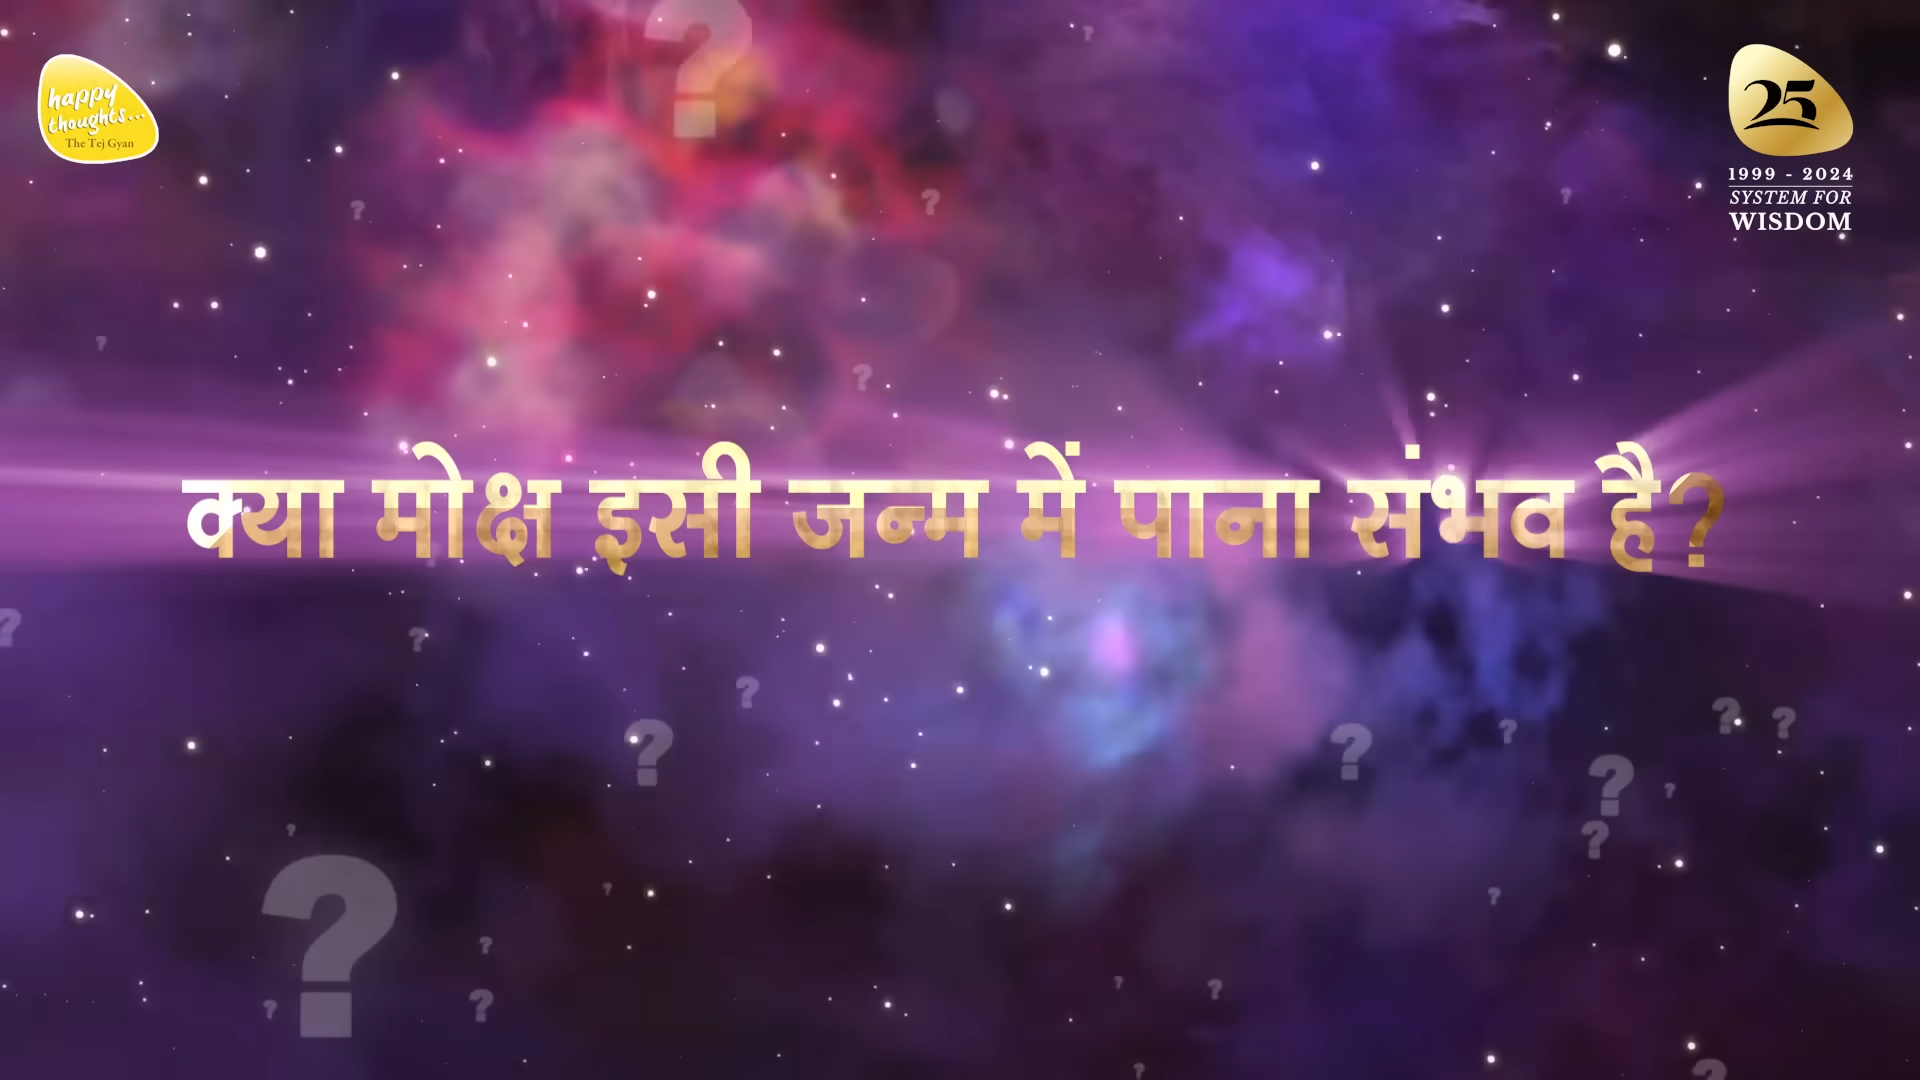 happy
thoughts...
The Tej Gyan
25
1999 - 2024
SYSTEM FOR
WISDOM
क्या मोक्ष इसी जन्म में पाना संभव है?